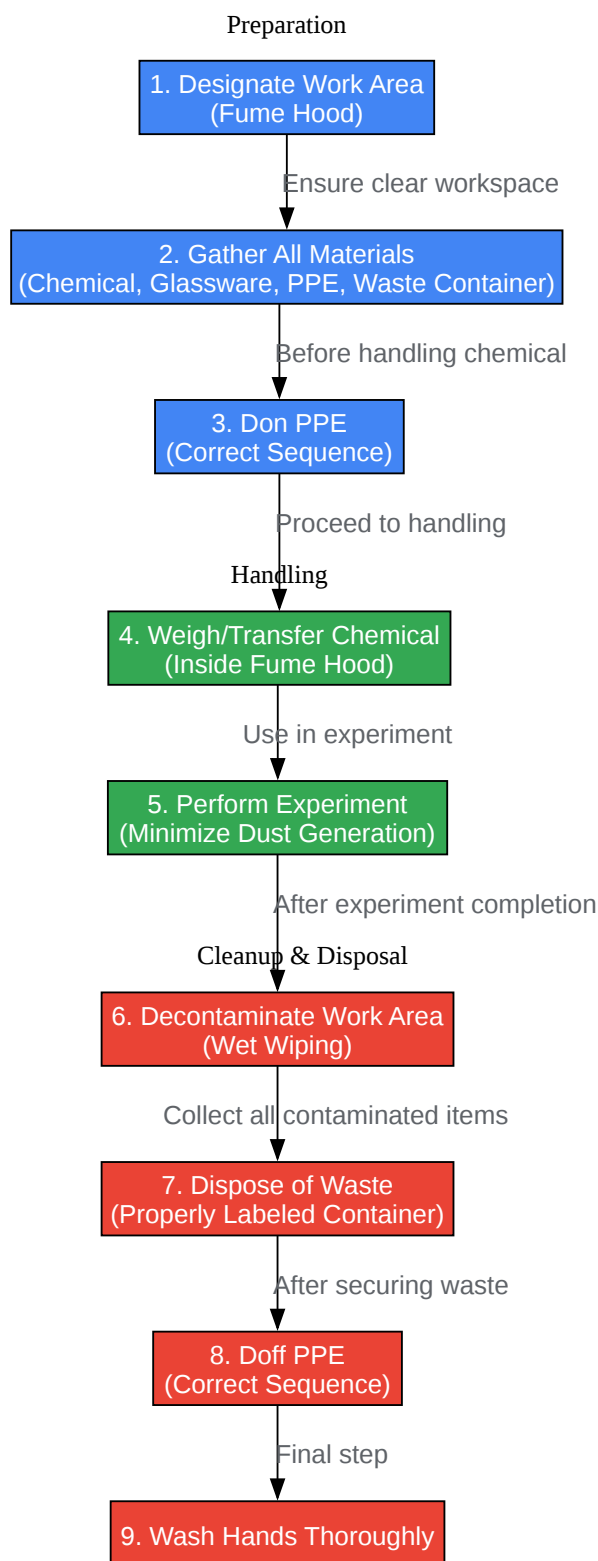 Preparation
1. Designate Work Area
(Fume Hood)
Ensure clear workspace
2. Gather All Materials
(Chemical, Glassware, PPE, Waste Container)
Before handling chemical
3. Don PPE
(Correct Sequence)
Proceed to handling
Handling
4. Weigh/Transfer Chemical
(Inside Fume Hood)
Use in experiment
5. Perform Experiment
(Minimize Dust Generation)
After experiment completion
Cleanup & Disposal
6. Decontaminate Work Area
(Wet Wiping)
Collect all contaminated items
7. Dispose of Waste
(Properly Labeled Container)
After securing waste
8. Doff PPE
(Correct Sequence)
Final step
9. Wash Hands Thoroughly